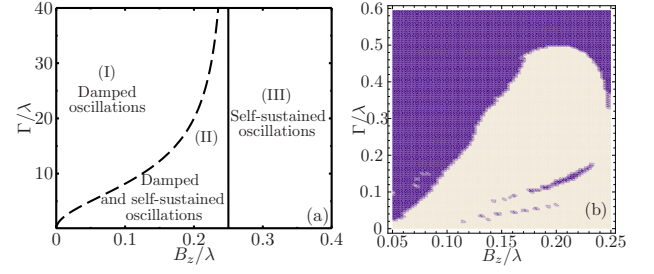 40
30
20
10
0
0.1
0.2
0.3
0.4
Γ/λ
B_z/λ
(I)
Damped
oscillations
(II)
Damped
and self-sustained
oscillations
(III)
Self-sustained
oscillations
(a)
0.6
0.5
0.4
0.3
0.2
0.1
0
0.05
0.10
0.15
0.20
0.25
Γ/λ
B_z/λ
(b)